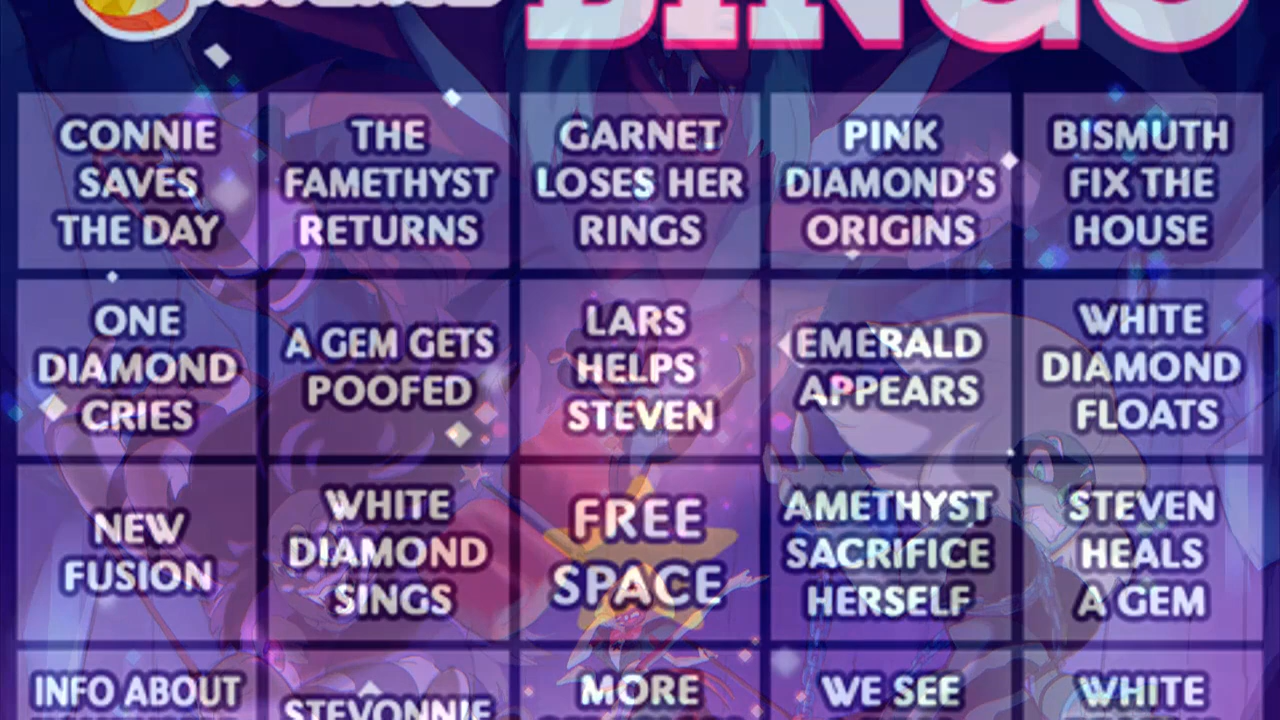 BINGO
CONNIE
SAVES
THE DAY
THE
FAMETHYST
RETURNS
GARNET
LOSES HER
RINGS
PINK
DIAMOND'S
ORIGINS
BISMUTH
FIX THE
HOUSE
ONE
DIAMOND
CRIES
A GEM GETS
POOFED
LARS
HELPS
STEVEN
EMERALD
APPEARS
WHITE
DIAMOND
FLOATS
NEW
FUSION
WHITE
DIAMOND
SINGS
FREE
SPACE
AMETHYST
SACRIFICE
HERSELF
STEVEN
HEALS
A GEM
INFO ABOUT
STEVONNIE
MORE
WE SEE
WHITE